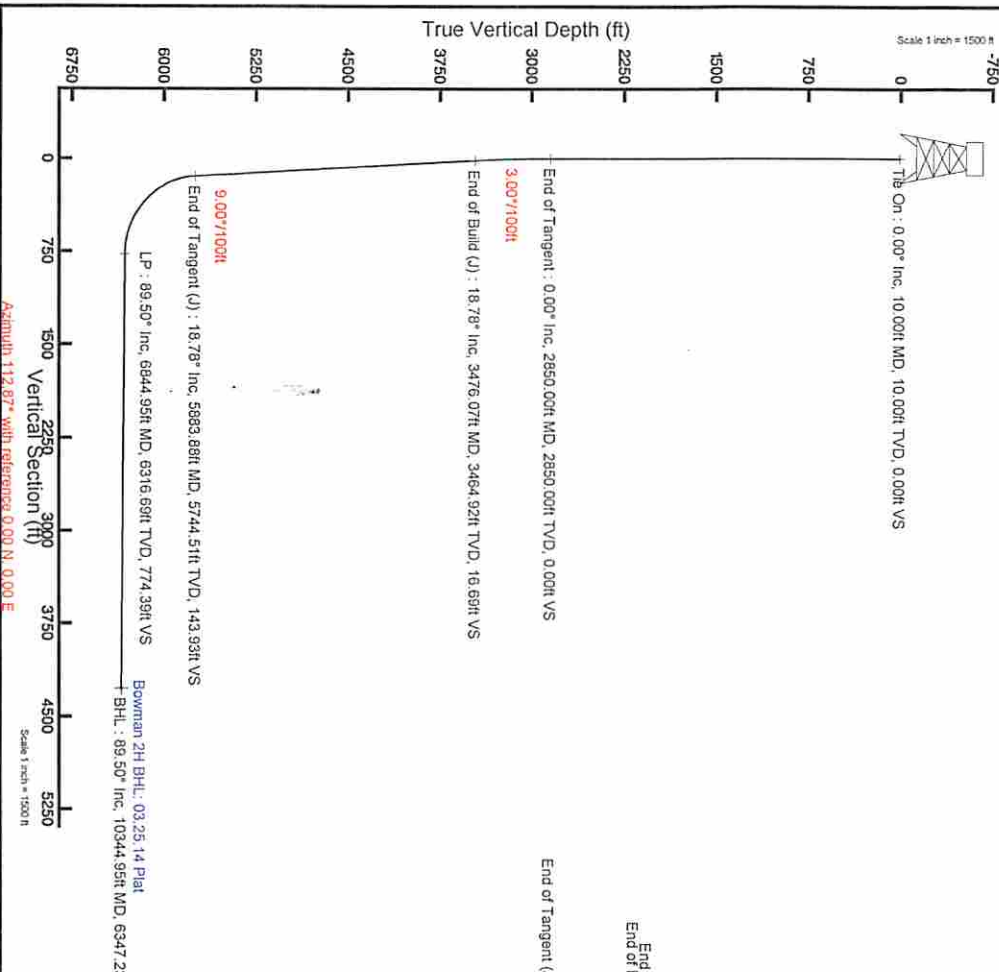 True Vertical Depth (ft)
Scale 1 inch = 1500 ft
6750
6000
5250
4500
3750
3000
2250
1500
750
0
-750
Tie On : 0.00° Inc, 10.00ft MD, 10.00ft TVD, 0.00ft VS
End of Tangent : 0.00° Inc, 2850.00ft MD, 2850.00ft TVD, 0.00ft VS
3.00°/100ft
End of Build (J) : 18.78° Inc, 3476.07ft MD, 3464.92ft TVD, 16.69ft VS
9.00°/100ft
End of Tangent (J) : 18.78° Inc, 5883.88ft MD, 5744.51ft TVD, 143.93ft VS
LP : 89.50° Inc, 6844.95ft MD, 6316.69ft TVD, 774.39ft VS
Bowman 2H BHL: 03.25.14 Plat
BHL : 89.50° Inc, 10344.95ft MD, 6347.2
0
750
1500
2250
3000
3750
4500
5250
Vertical Section (ft)
Scale 1 inch = 1500 ft
Azimuth 112.87° with reference 0.00 N, 0.00 E
End
End of
End of Tangent (